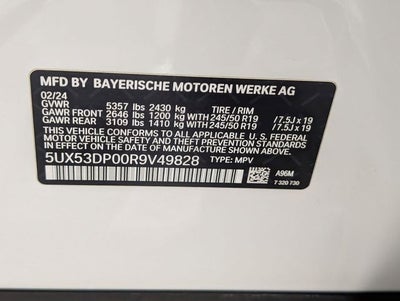 MFD BY BAYERISCHE MOTOREN WERKE AG
02/24
GVWR 5357 lbs 2430 kg TIRE / RIM
GAWR FRONT 2646 lbs 1200 kg WITH 245/50 R19 / 7.5J x 19
GAWR REAR 3109 lbs 1410 kg WITH 245/50 R19 / 7.5J x 19
THIS VEHICLE CONFORMS TO ALL APPLICABLE U.S. FEDERAL
MOTOR VEHICLE SAFETY AND THEFT PREVENTION STANDARDS
IN EFFECT ON THE DATE OF MANUFACTURE SHOWN ABOVE.
5UX53DP00R9V49828 TYPE: MPV
A96M
7 320 730